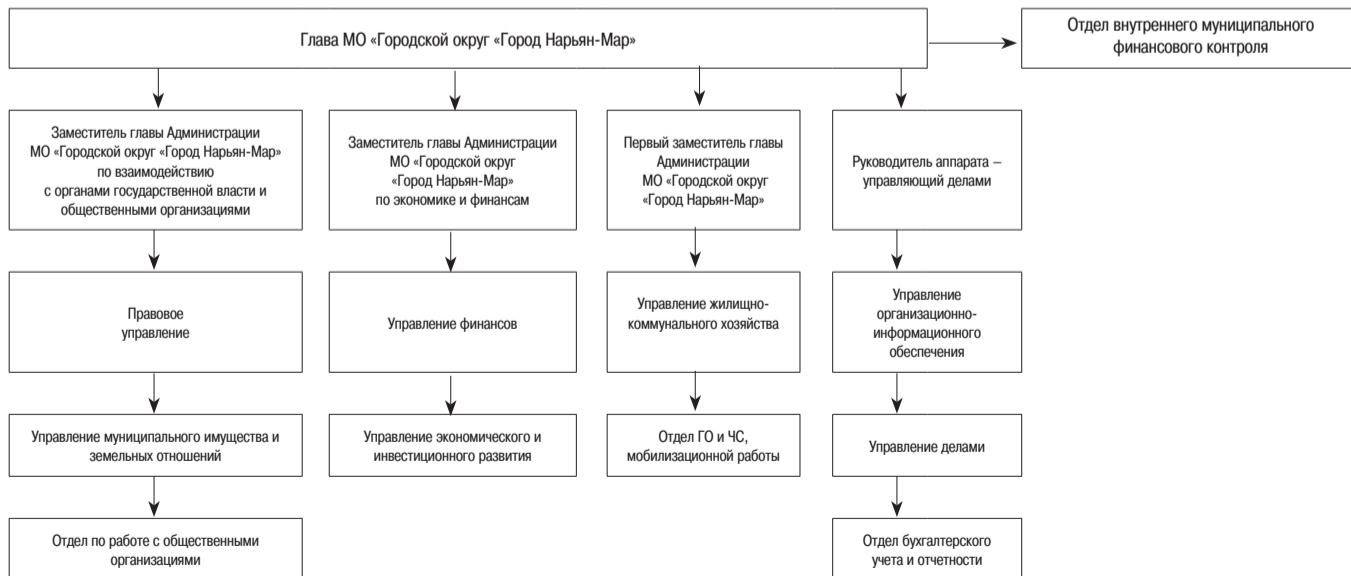 Глава МО «Городской округ «Город Нарьян-Мар»
Отдел внутреннего муниципального
финансового контроля
Заместитель главы Администрации
МО «Городской округ «Город Нарьян-Мар»
по взаимодействию
с органами государственной власти и
общественными организациями
Заместитель главы Администрации
МО «Городской округ
«Город Нарьян-Мар»
по экономике и финансам
Первый заместитель главы
Администрации
МО «Городской округ
«Город Нарьян-Мар»
Руководитель аппарата –
управляющий делами
Правовое
управление
Управление финансов
Управление жилищно-
коммунального хозяйства
Управление
организационно-
информационного
обеспечения
Управление муниципального имущества и
земельных отношений
Управление экономического и
инвестиционного развития
Отдел ГО и ЧС,
мобилизационной работы
Управление делами
Отдел по работе с общественными
организациями
Отдел бухгалтерского
учета и отчетности